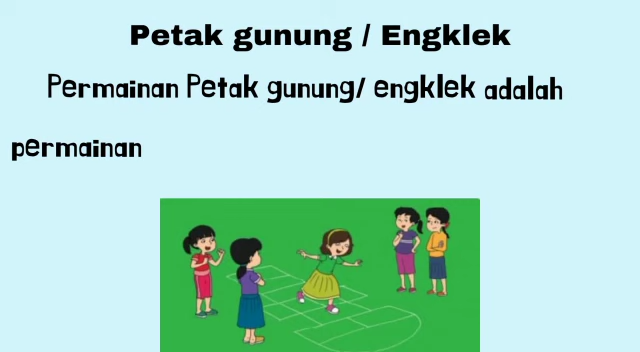 Petak gunung / Engklek
Permainan Petak gunung/ engklek adalah
permainan